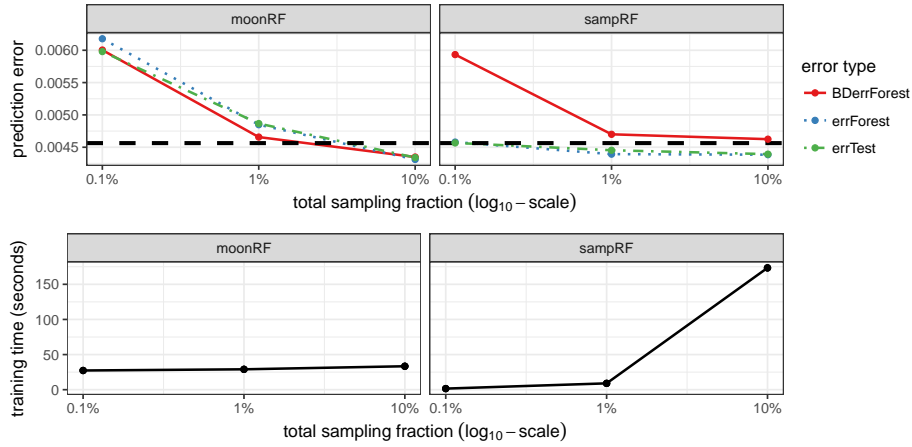 moonRF
sampRF
prediction error
0.0060
0.0055
0.0050
0.0045
0.1%
1%
10%
0.1%
1%
10%
total sampling fraction (log10−scale)
error type
BDerrForest
errForest
errTest
moonRF
sampRF
training time (seconds)
150
100
50
0
0.1%
1%
10%
0.1%
1%
10%
total sampling fraction (log10−scale)